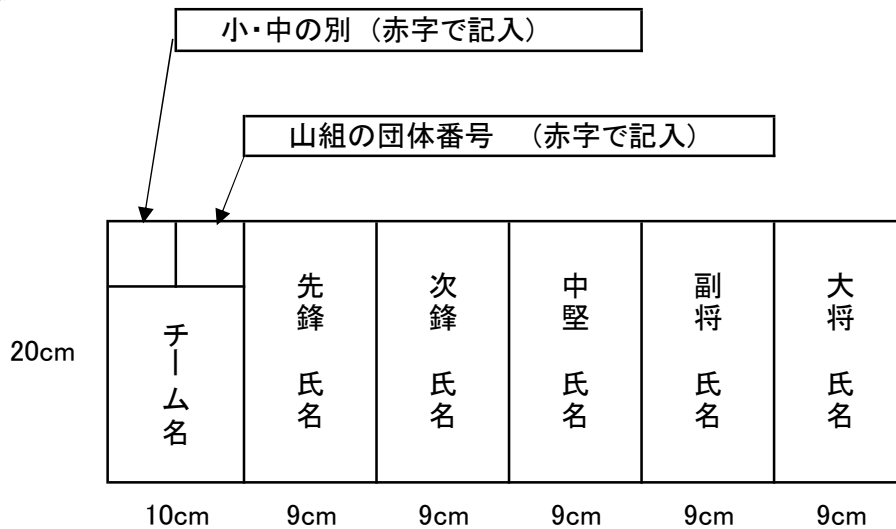 小・中の別 （赤字で記入）
山組の団体番号　（赤字で記入）
チーム名
先鋒　氏名
次鋒　氏名
中堅　氏名
副将　氏名
大将　氏名
20cm
10cm　9cm　9cm　9cm　9cm　9cm